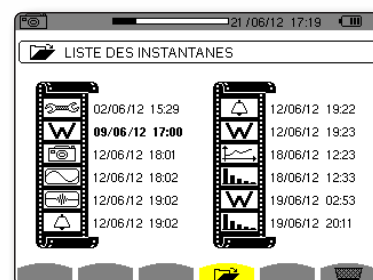 21/06/12 17:19
LISTE DES INSTANTANES
02/06/12 15:29
W 09/06/12 17:00
12/06/12 18:01
12/06/12 18:02
12/06/12 19:02
12/06/12 19:02
12/06/12 19:22
W 12/06/12 19:23
18/06/12 12:23
18/06/12 12:33
W 19/06/12 02:53
19/06/12 20:11